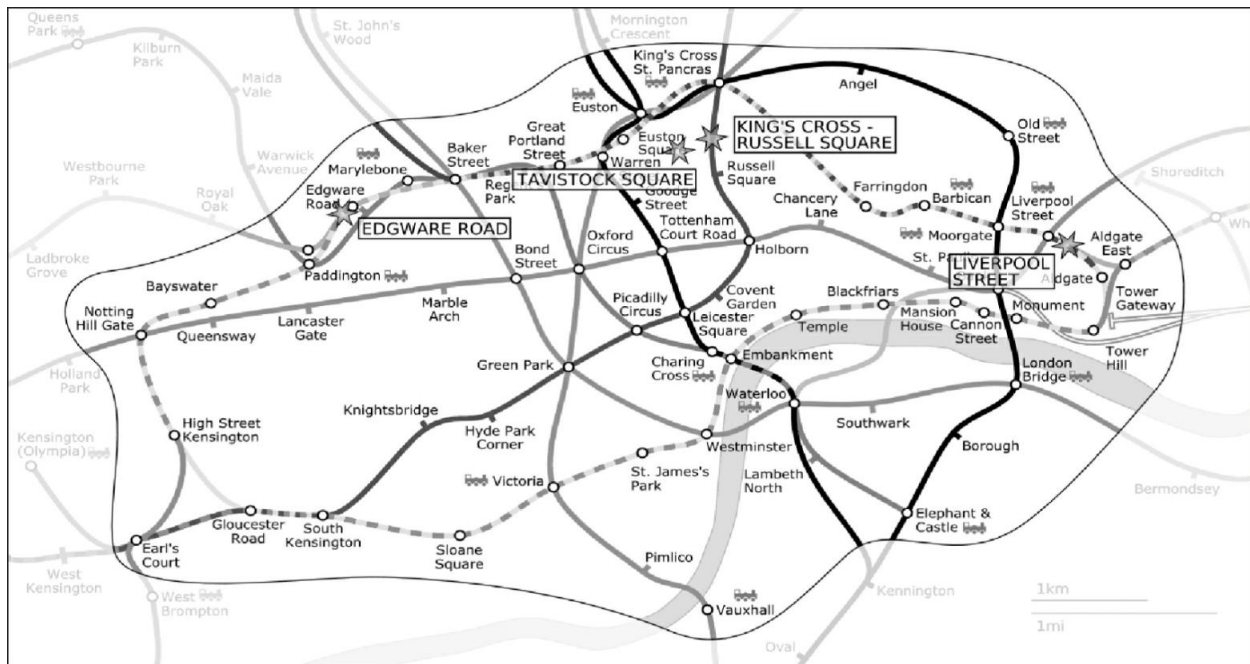 Queens
Park
Kilburn
Park
St. John's
Wood
Mornington
Crescent
Maida
Vale
Warwick
Avenue
Westbourne
Park
Royal
Oak
Ladbroke
Grove
King's Cross
St. Pancras
Angel
Euston
Old
Street
Great
Portland
Street
Euston
Square
KING'S CROSS -
RUSSELL SQUARE
Baker
Street
Marylebone
Edgware
Road
Warren
TAVISTOCK SQUARE
Park
Goodge
Street
Russell
Square
Chancery
Lane
Farringdon
Barbican
Liverpool
Street
Shoreditch
EDGWARE ROAD
Tottenham
Court Road
Holborn
Moorgate
Aldgate
East
Wh
Oxford
Circus
Bond
Street
Paddington
LIVERPOOL
STREET
Aldgate
Bayswater
Notting
Hill Gate
Queensway
Lancaster
Gate
Marble
Arch
Picadilly
Circus
Covent
Garden
Leicester
Square
Blackfriars
Temple
Mansion
House
Cannon
Street
Monument
Tower
Gateway
Tower
Hill
Holland
Park
Green Park
Charing
Cross
Embankment
London
Bridge
Waterloo
High Street
Kensington
Kensington
(Olympia)
Knightsbridge
Hyde Park
Corner
Westminster
Southwark
Borough
Bermondsey
Victoria
St. James's
Park
Lambeth
North
Elephant &
Castle
Earl's
Court
Gloucester
Road
South
Kensington
Sloane
Square
Pimlico
West
Kensington
West
Brompton
Vauxhall
Kennington
Oval
1km
1mi